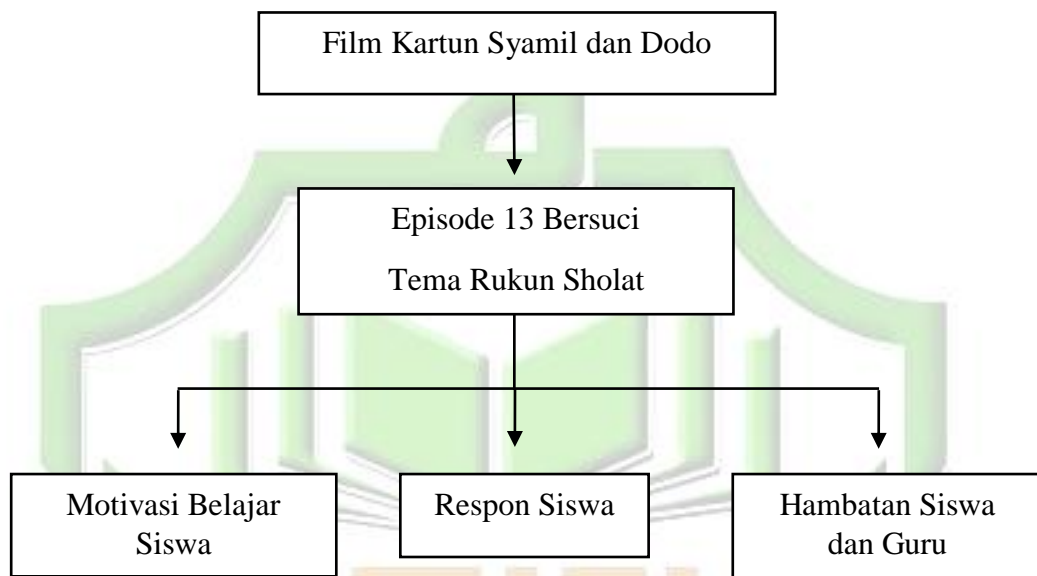 Film Kartun Syamil dan Dodo
Episode 13 Bersuci
Tema Rukun Sholat
Motivasi Belajar
Siswa
Respon Siswa
Hambatan Siswa
dan Guru